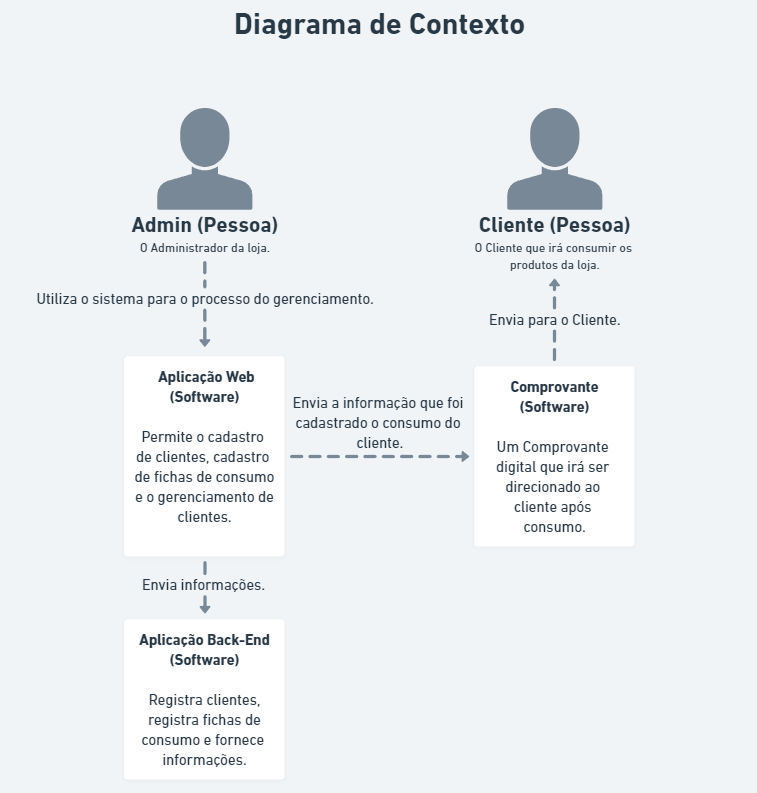 Diagrama de Contexto
Admin (Pessoa)
O Administrador da loja.
Cliente (Pessoa)
O Cliente que irá consumir os
produtos da loja.
Utiliza o sistema para o processo do gerenciamento.
Envia para o Cliente.
Aplicação Web
(Software)
Permite o cadastro
de clientes, cadastro
de fichas de consumo
e o gerenciamento de
clientes.
Envia a informação que foi
cadastrado o consumo do
cliente.
Comprovante
(Software)
Um Comprovante
digital que irá ser
direcionado ao
cliente após
consumo.
Envia informações.
Aplicação Back-End
(Software)
Registra clientes,
registra fichas de
consumo e fornece
informações.